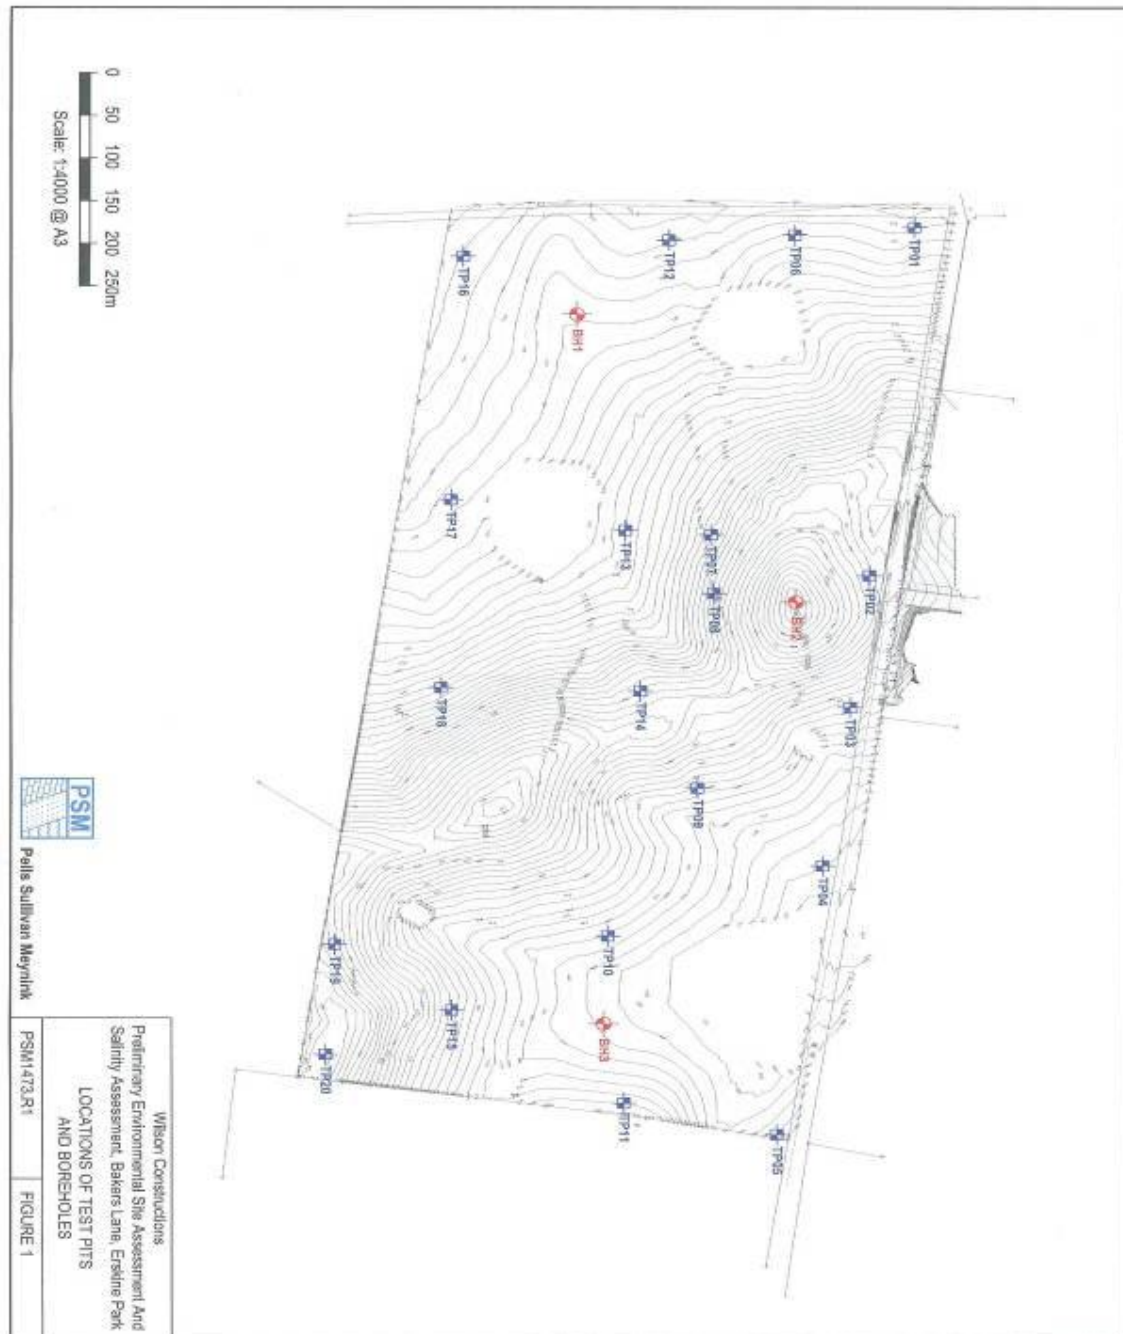 TP01
TP06
TP12
TP16
BH1
TP02
TP07
TP08
BH2
TP13
TP17
TP03
TP14
TP18
TP09
TP04
TP10
BH3
TP15
TP19
TP20
TP11
TP05
0 50 100 150 200 250m
Scale: 1:4000 @ A3
PSM
Pells Sullivan Meynink
Wilson Constructions
Preliminary Environmental Site Assessment And
Salinity Assessment, Bakers Lane, Erskine Park
LOCATIONS OF TEST PITS
AND BOREHOLES
PSM1473.R1
FIGURE 1